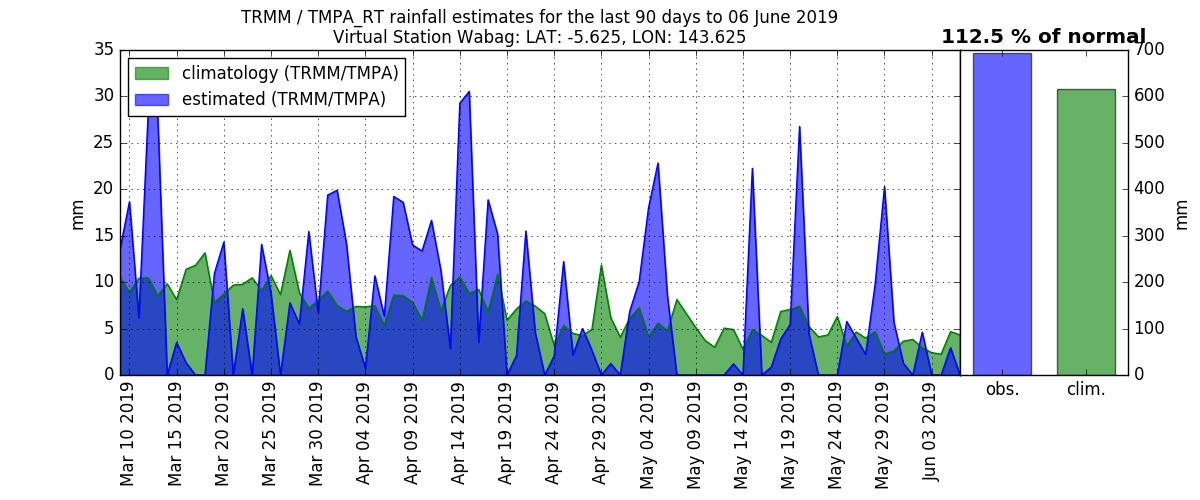 TRMM / TMPA_RT rainfall estimates for the last 90 days to 06 June 2019
Virtual Station Wabag: LAT: -5.625, LON: 143.625
112.5 % of normal
climatology (TRMM/TMPA)
estimated (TRMM/TMPA)
35
30
25
20
15
10
5
0
mm
Mar 10 2019
Mar 15 2019
Mar 20 2019
Mar 25 2019
Mar 30 2019
Apr 04 2019
Apr 09 2019
Apr 14 2019
Apr 19 2019
Apr 24 2019
Apr 29 2019
May 04 2019
May 09 2019
May 14 2019
May 19 2019
May 24 2019
May 29 2019
Jun 03 2019
700
600
500
400
300
200
100
0
mm
obs.
clim.